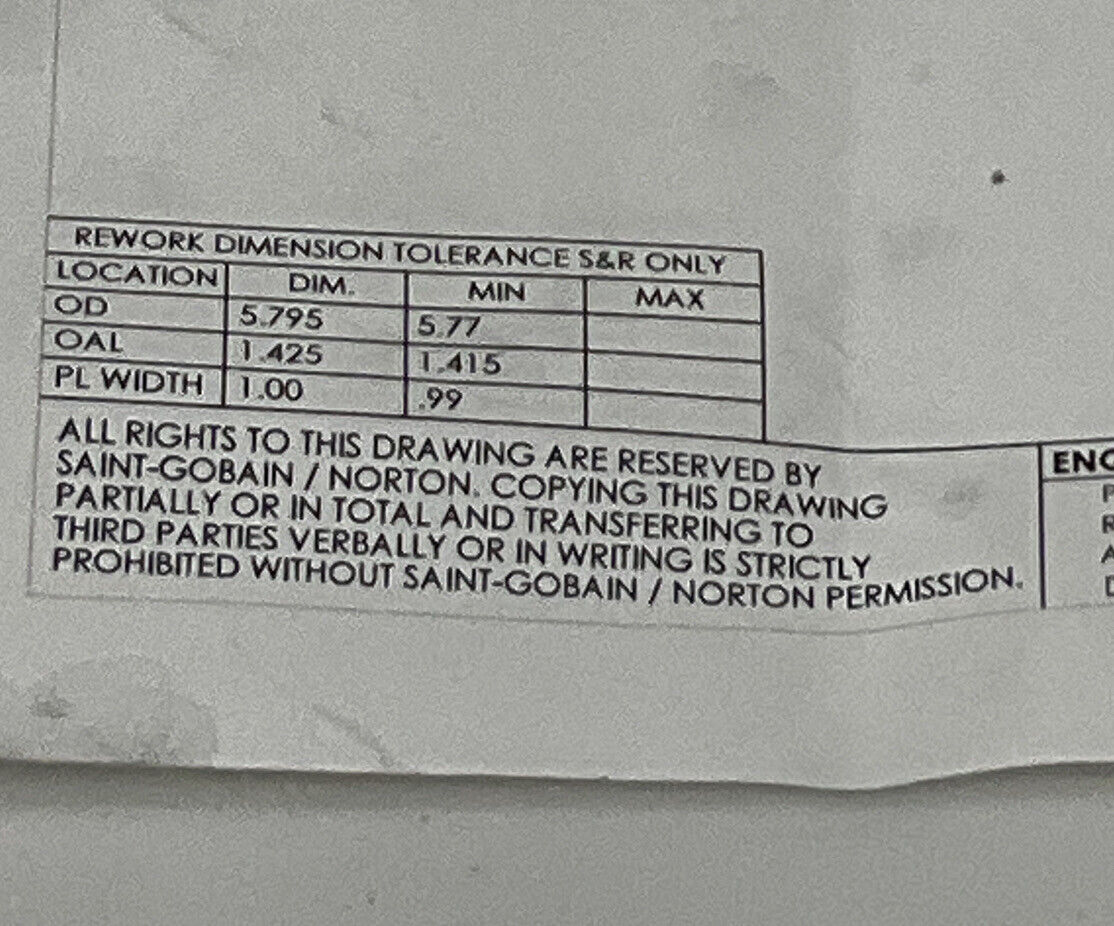 REWORK DIMENSION TOLERANCE S&R ONLY
LOCATION DIM. MIN MAX
OD 5.795 5.77
OAL 1.425 1.415
PL WIDTH 1.00 .99
ALL RIGHTS TO THIS DRAWING ARE RESERVED BY
SAINT-GOBAIN / NORTON. COPYING THIS DRAWING
PARTIALLY OR IN TOTAL AND TRANSFERRING TO
THIRD PARTIES VERBALLY OR IN WRITING IS STRICTLY
PROHIBITED WITHOUT SAINT-GOBAIN / NORTON PERMISSION.